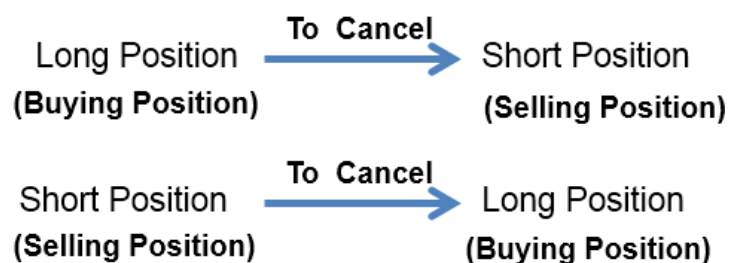 To Cancel
Long Position Short Position
(Buying Position) (Selling Position)
To Cancel
Short Position Long Position
(Selling Position) (Buying Position)